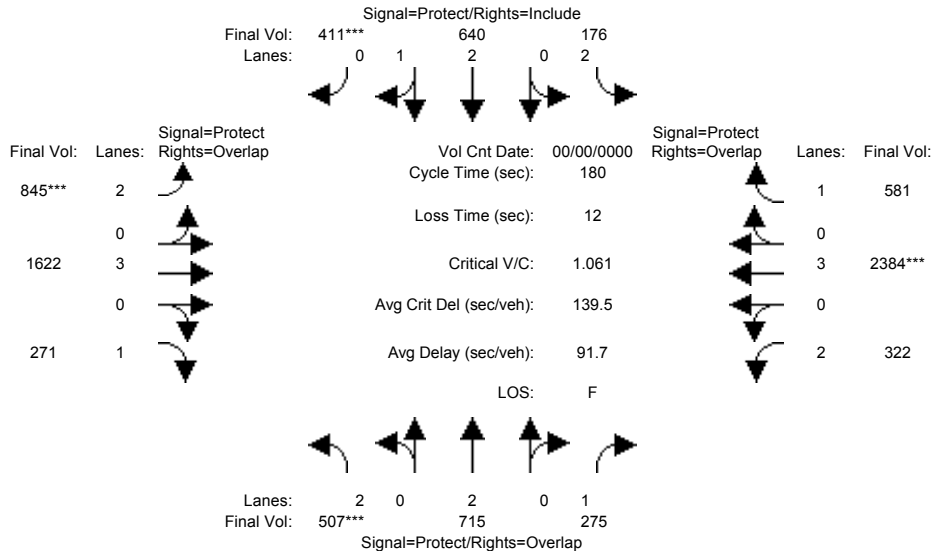 Signal=Protect/Rights=Include
Final Vol: 411*** 640 176
Lanes: 0 1 2 0 2
Signal=Protect Signal=Protect
Final Vol: Lanes: Rights=Overlap Vol Cnt Date: 00/00/0000 Rights=Overlap Lanes: Final Vol:
Cycle Time (sec): 180
845*** 2 1 581
Loss Time (sec): 12
0 0
1622 3 Critical V/C: 1.061 3 2384***
0 Avg Crit Del (sec/veh): 139.5 0
271 1 Avg Delay (sec/veh): 91.7 2 322
LOS: F
Lanes: 2 0 2 0 1
Final Vol: 507*** 715 275
Signal=Protect/Rights=Overlap